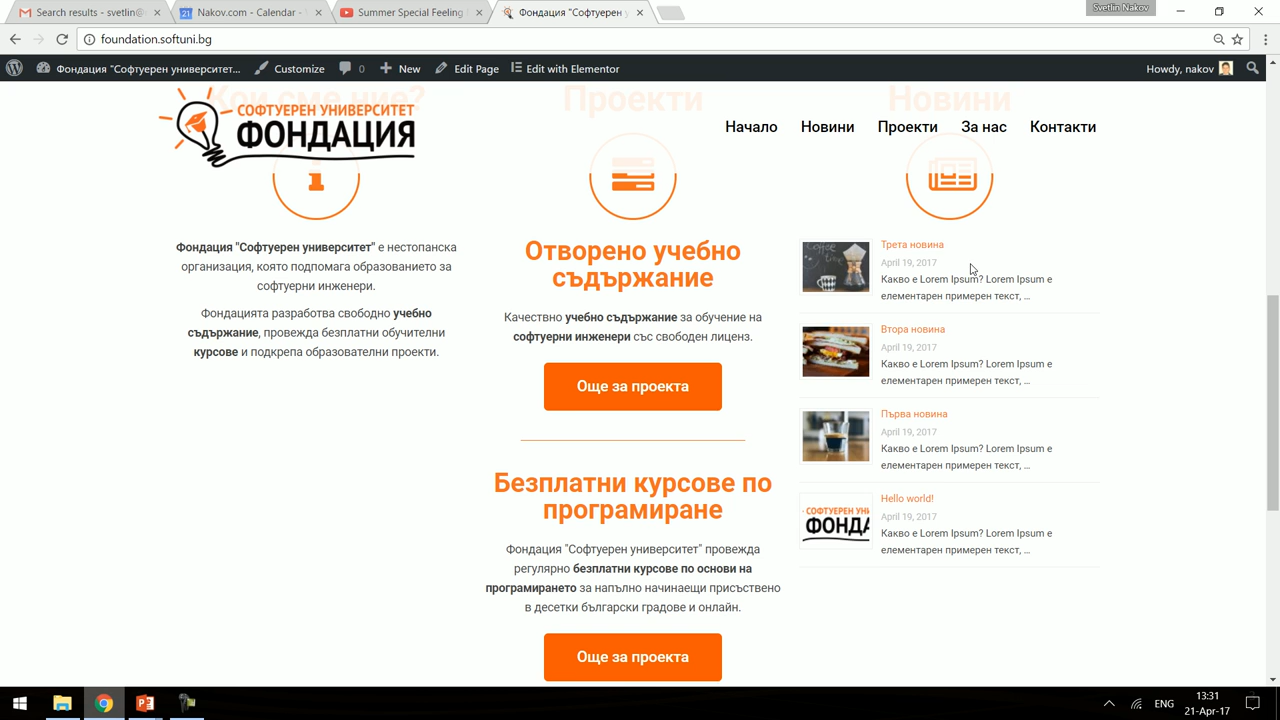 Search results - svetlin@
Nakov.com - Calendar -
Summer Special Feeling
Фондация "Софтуерен у
Svetlin Nakov
foundation.softuni.bg
Фондация "Софтуерен университет...
Customize
0
New
Edit Page
Edit with Elementor
Howdy, nakov
Кои сме ние?
Проекти
Новини
СОФТУЕРЕН УНИВЕРСИТЕТ
ФОНДАЦИЯ
Начало
Новини
Проекти
За нас
Контакти
Фондация "Софтуерен университет" е нестопанска
организация, която подпомага образованието за
софтуерни инженери.
Фондацията разработва свободно учебно
съдържание, провежда безплатни обучителни
курсове и подкрепа образователни проекти.
Отворено учебно
съдържание
Качествно учебно съдържание за обучение на
софтуерни инженери със свободен лиценз.
Още за проекта
Безплатни курсове по
програмиране
Фондация "Софтуерен университет" провежда
регулярно безплатни курсове по основи на
програмирането за напълно начинаещи присъствено
в десетки български градове и онлайн.
Още за проекта
Трета новина
April 19, 2017
Какво е Lorem Ipsum? Lorem Ipsum е
елементарен примерен текст, ...
Втора новина
April 19, 2017
Какво е Lorem Ipsum? Lorem Ipsum е
елементарен примерен текст, ...
Първа новина
April 19, 2017
Какво е Lorem Ipsum? Lorem Ipsum е
елементарен примерен текст, ...
Hello world!
April 19, 2017
Какво е Lorem Ipsum? Lorem Ipsum е
елементарен примерен текст, ...
ENG
13:31
21-Apr-17